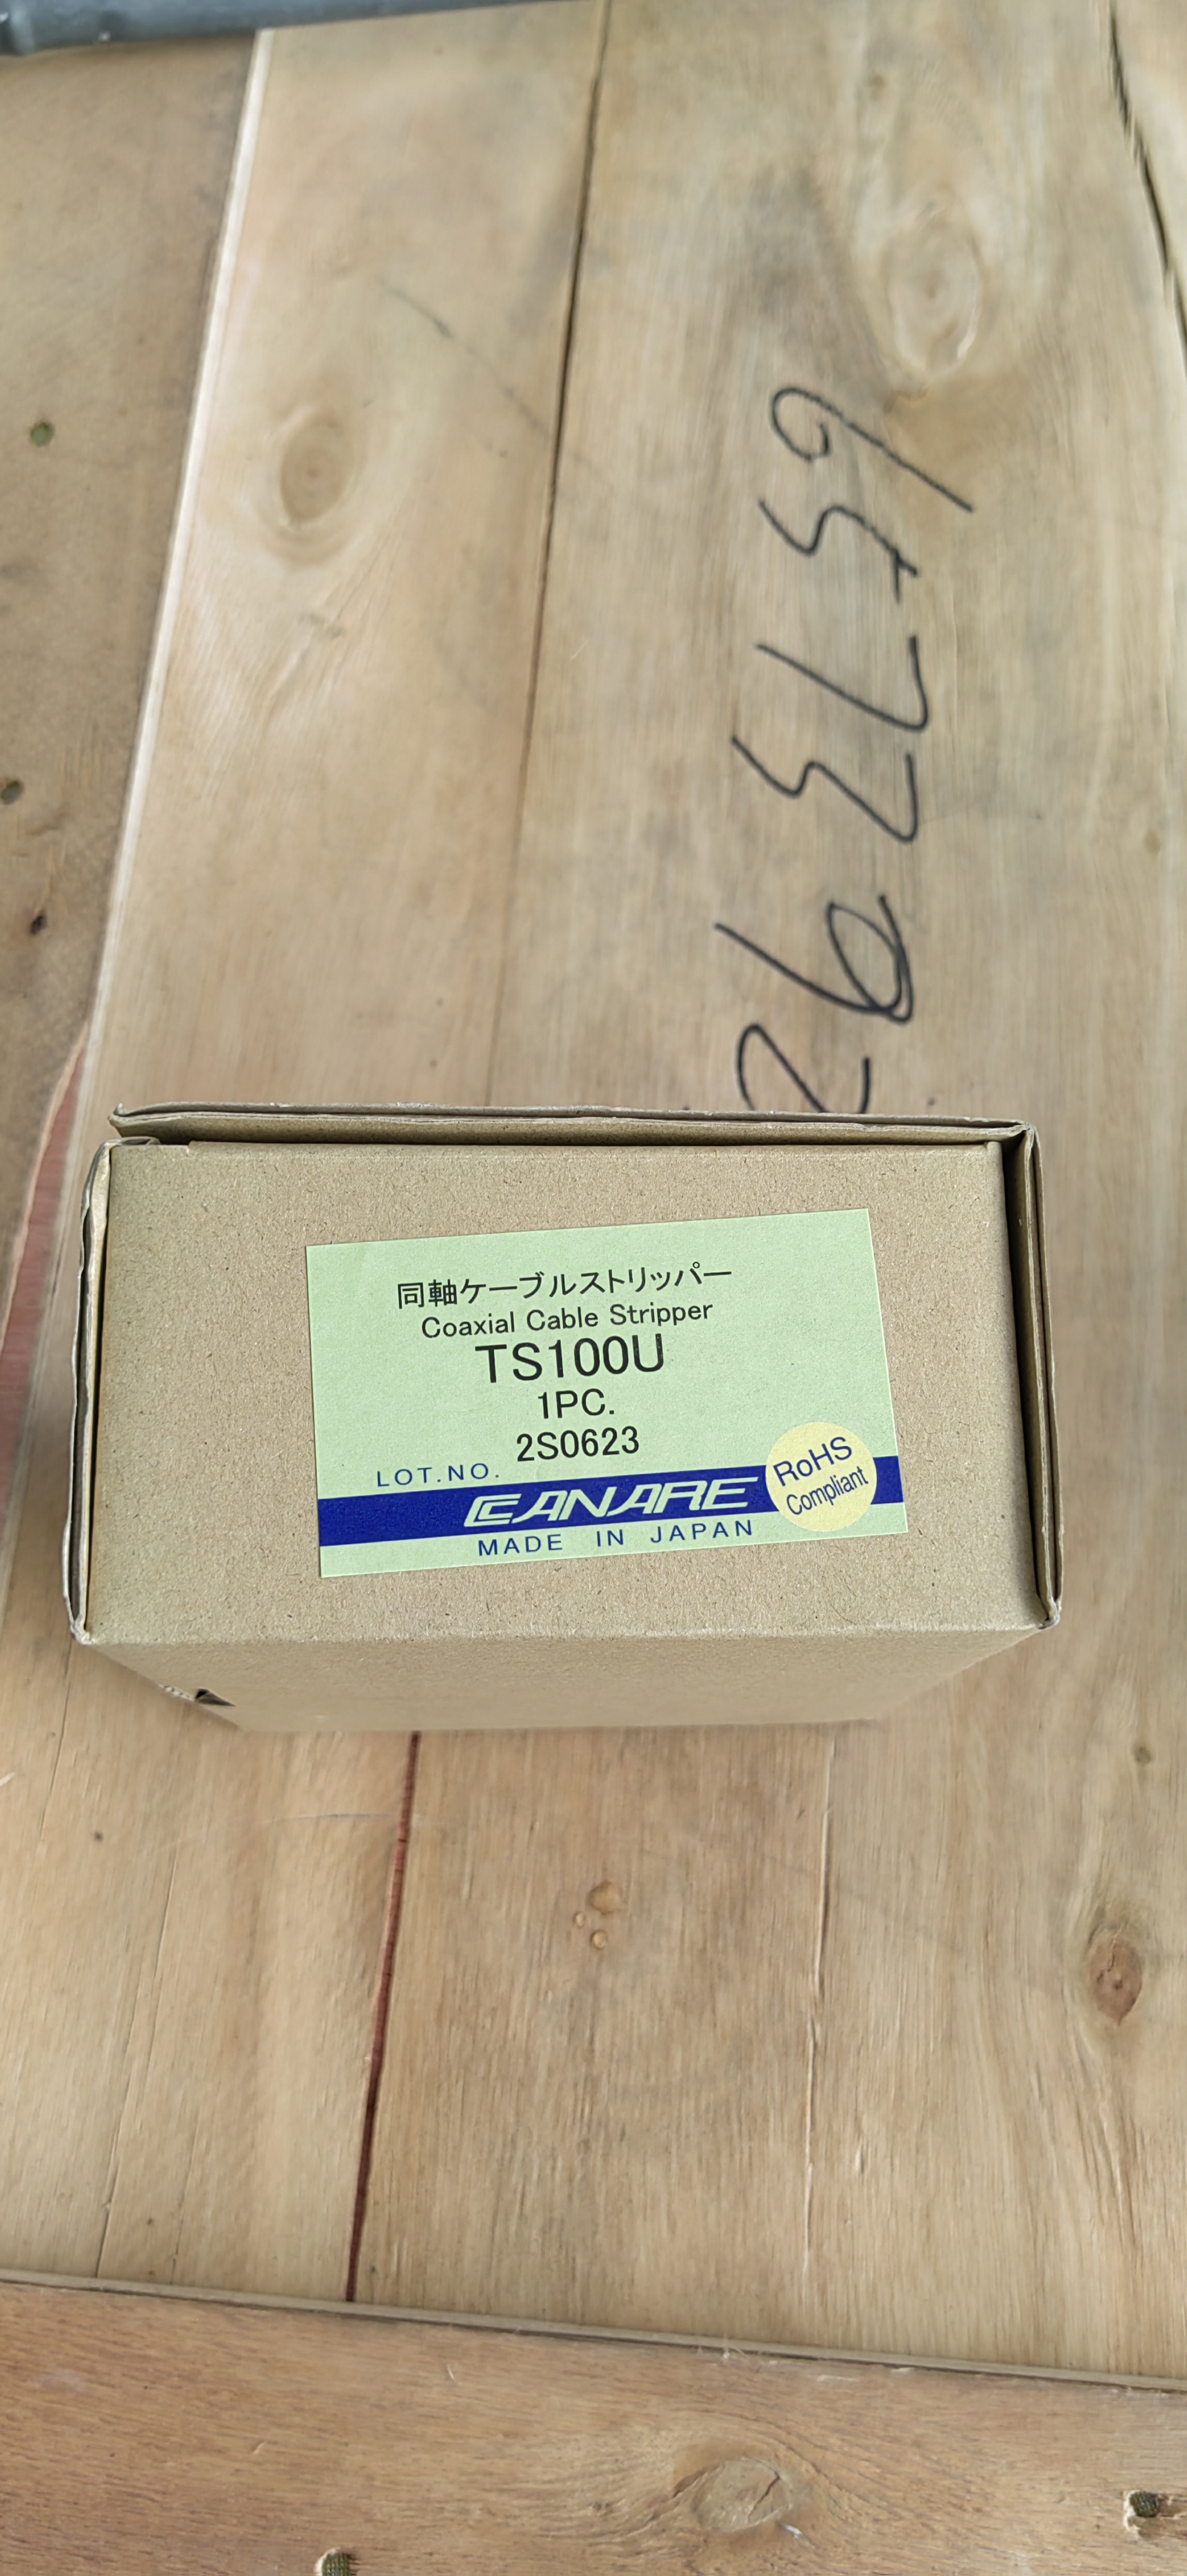 65739
同軸ケーブルストリッパー
Coaxial Cable Stripper
TS100U
1PC.
LOT.NO. 2S0623
CANARE
MADE IN JAPAN
RoHS
Compliant